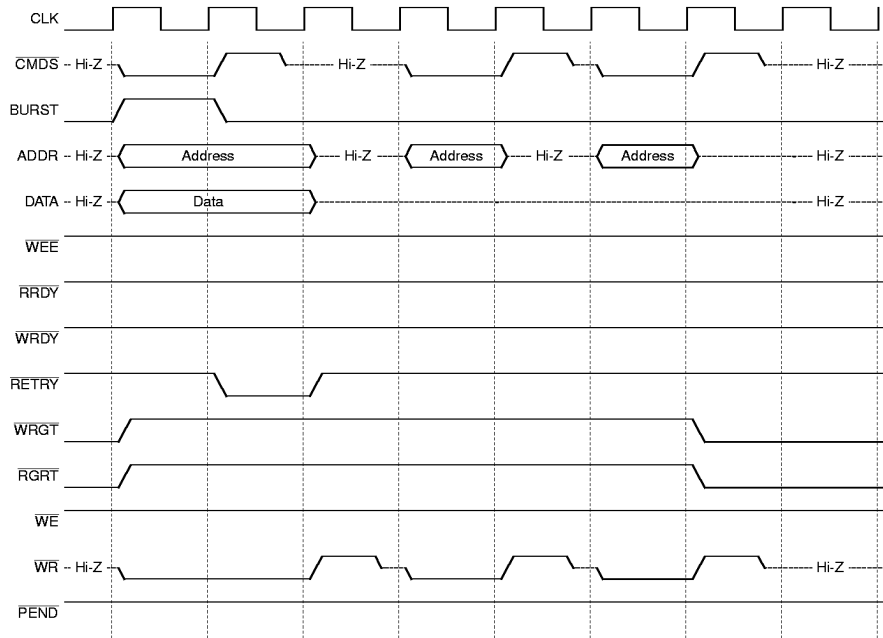 CLK
CMDS Hi-Z Hi-Z Hi-Z
BURST
ADDR Hi-Z Address Hi-Z Address Hi-Z Address Hi-Z
DATA Hi-Z Data Hi-Z
WEE
RRDY
WRDY
RETRY
WRGT
RGRT
WE
WR Hi-Z Hi-Z
PEND